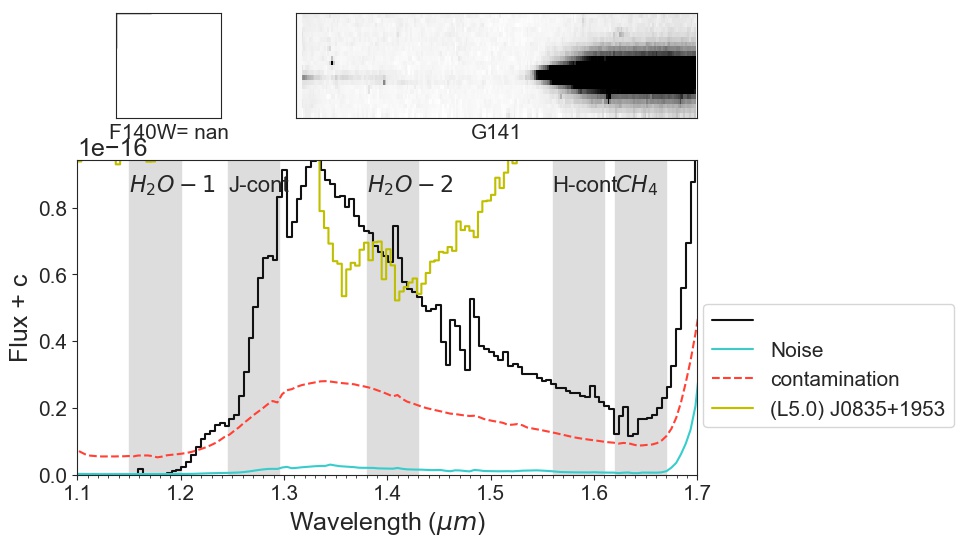 F140W= nan
G141
1e−16
H₂O − 1
J-cont
H₂O − 2
H-cont
CH₄
0.8
0.6
0.4
0.2
0.0
Flux + c
1.1
1.2
1.3
1.4
1.5
1.6
1.7
Wavelength (μm)
Noise
contamination
(L5.0) J0835+1953